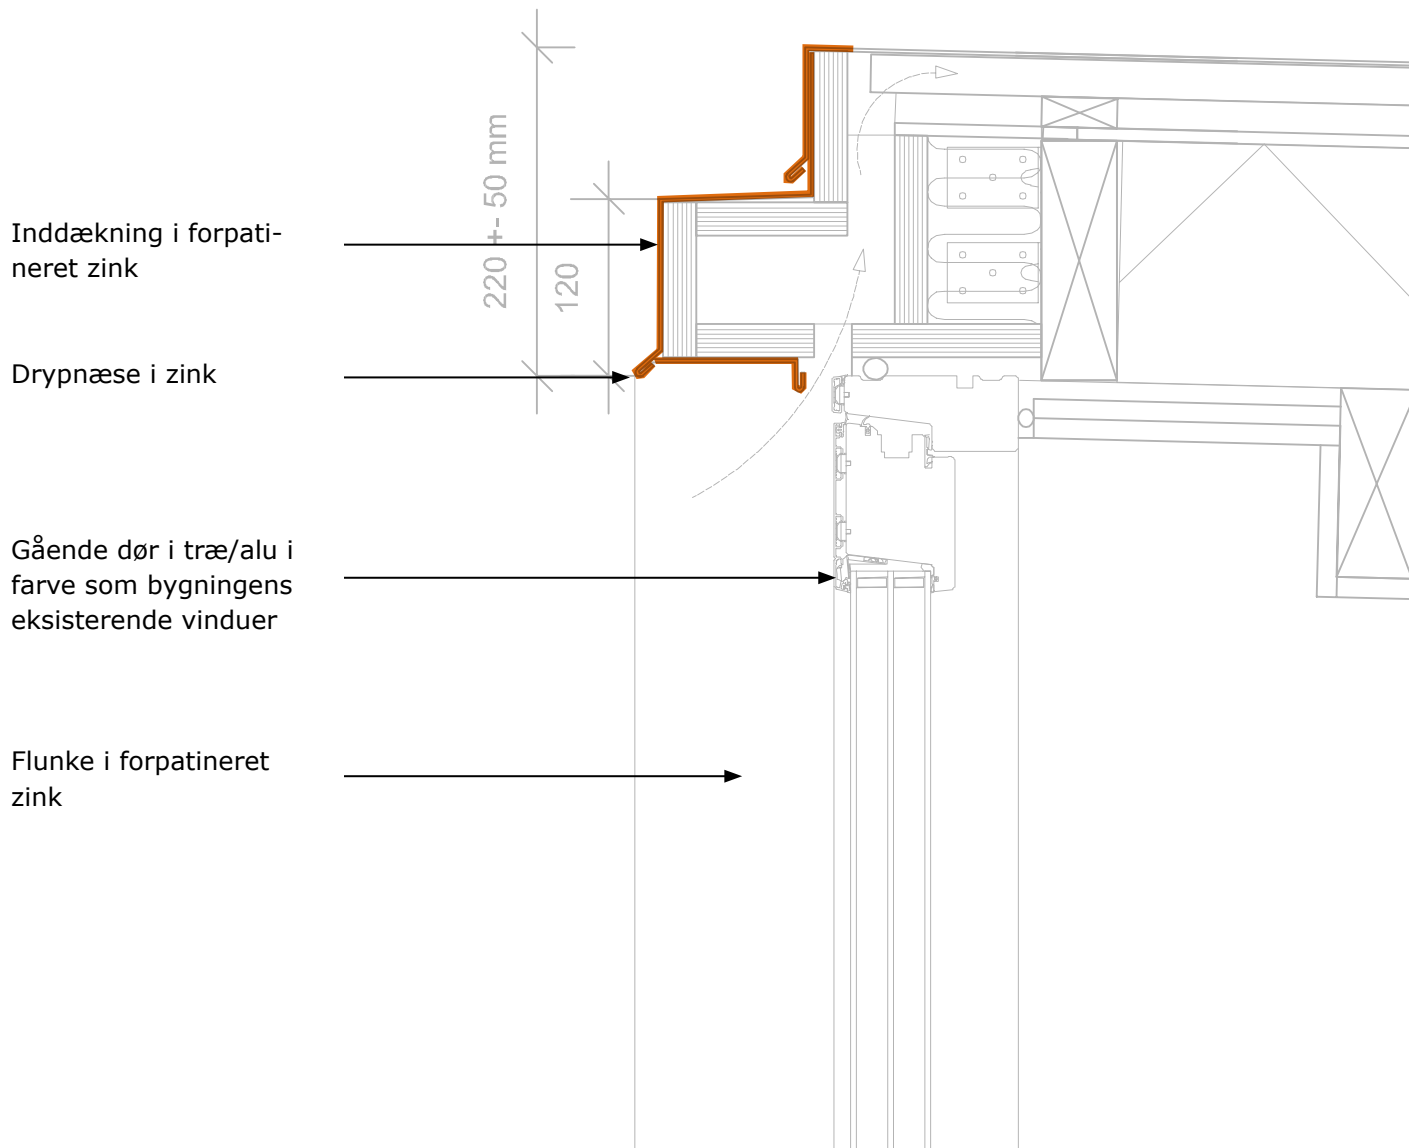 220 +- 50 mm
120
Inddækning i forpati-
neret zink
Drypnæse i zink
Gående dør i træ/alu i
farve som bygningens
eksisterende vinduer
Flunke i forpatineret
zink